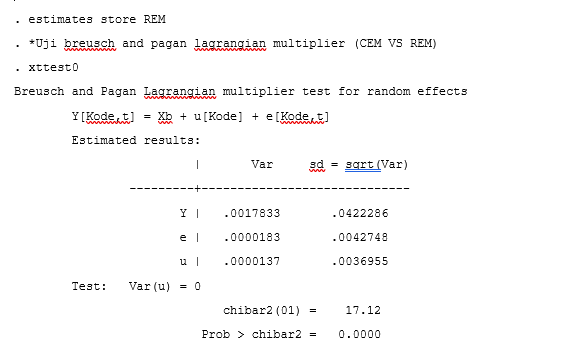 . estimates store REM
. *Uji breusch and pagan lagrangian multiplier (CEM VS REM)
. xttest0
Breusch and Pagan Lagrangian multiplier test for random effects
Y[Kode,t] = Xb + u[Kode] + e[Kode,t]
Estimated results:
| Var sd = sqrt(Var)
---------+-----------------------------
Y | .0017833 .0422286
e | .0000183 .0042748
u | .0000137 .0036955
Test: Var(u) = 0
chibar2(01) = 17.12
Prob > chibar2 = 0.0000